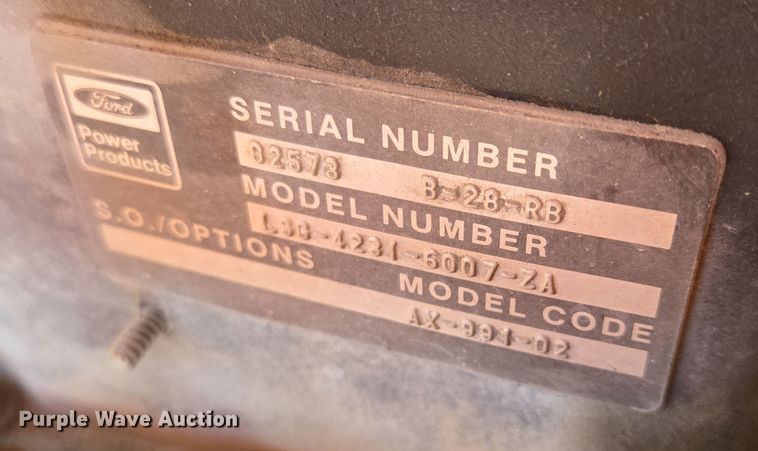 Ford
Power
Products
SERIAL NUMBER
02573 B-28-RB
MODEL NUMBER
LSG-4231-6007-ZA
S.O./OPTIONS
MODEL CODE
AX-991-02
Purple Wave Auction